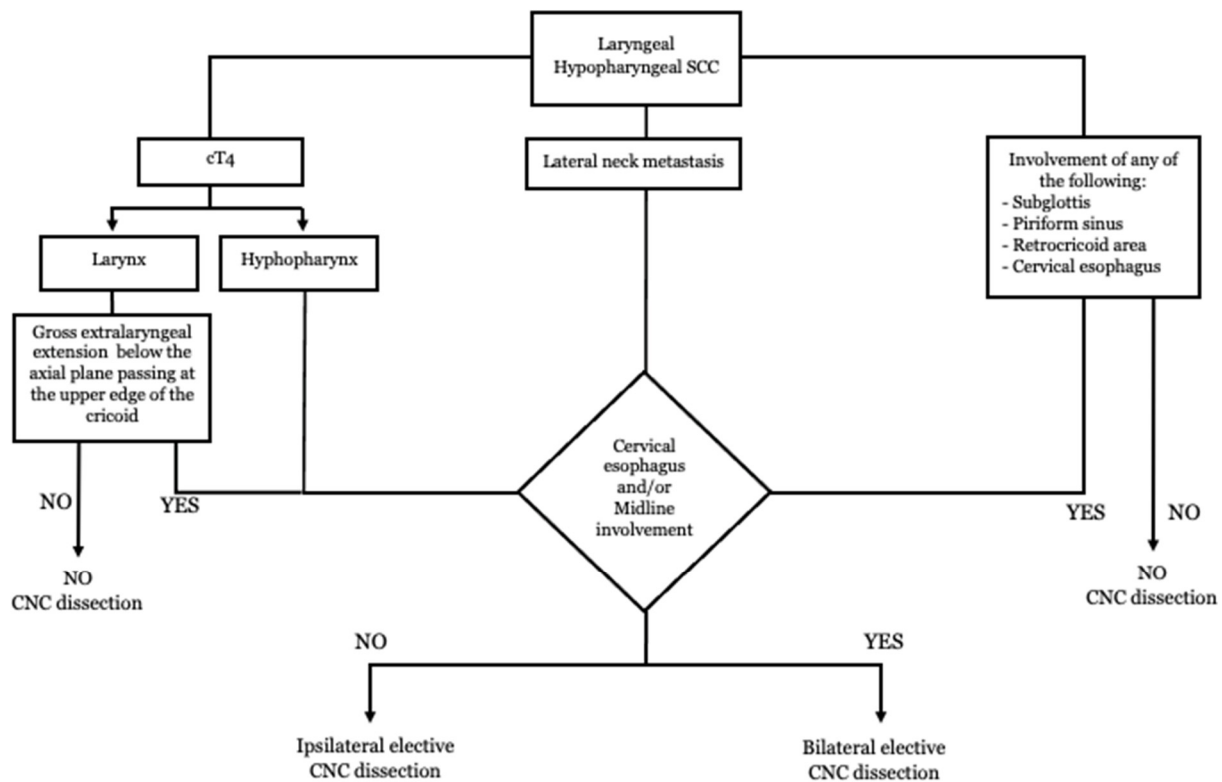 Laryngeal
Hypopharyngeal SCC
cT4
Lateral neck metastasis
Involvement of any of
the following:
- Subglottis
- Piriform sinus
- Retrocricoid area
- Cervical esophagus
Larynx
Hyphopharynx
Gross extralaryngeal
extension below the
axial plane passing at
the upper edge of the
cricoid
Cervical
esophagus
and/or
Midline
involvement
NO
YES
YES
NO
NO
CNC dissection
NO
CNC dissection
NO
YES
Ipsilateral elective
CNC dissection
Bilateral elective
CNC dissection